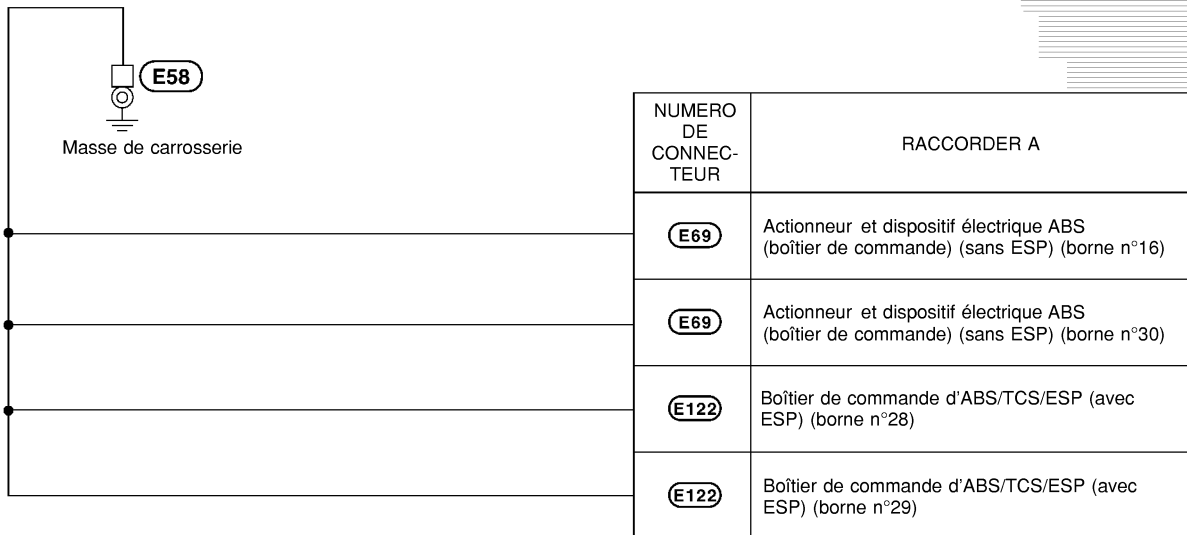 E58
Masse de carrosserie
NUMERO
DE
CONNEC-
TEUR
RACCORDER A
E69
Actionneur et dispositif électrique ABS
(boîtier de commande) (sans ESP) (borne n°16)
E69
Actionneur et dispositif électrique ABS
(boîtier de commande) (sans ESP) (borne n°30)
E122
Boîtier de commande d'ABS/TCS/ESP (avec
ESP) (borne n°28)
E122
Boîtier de commande d'ABS/TCS/ESP (avec
ESP) (borne n°29)